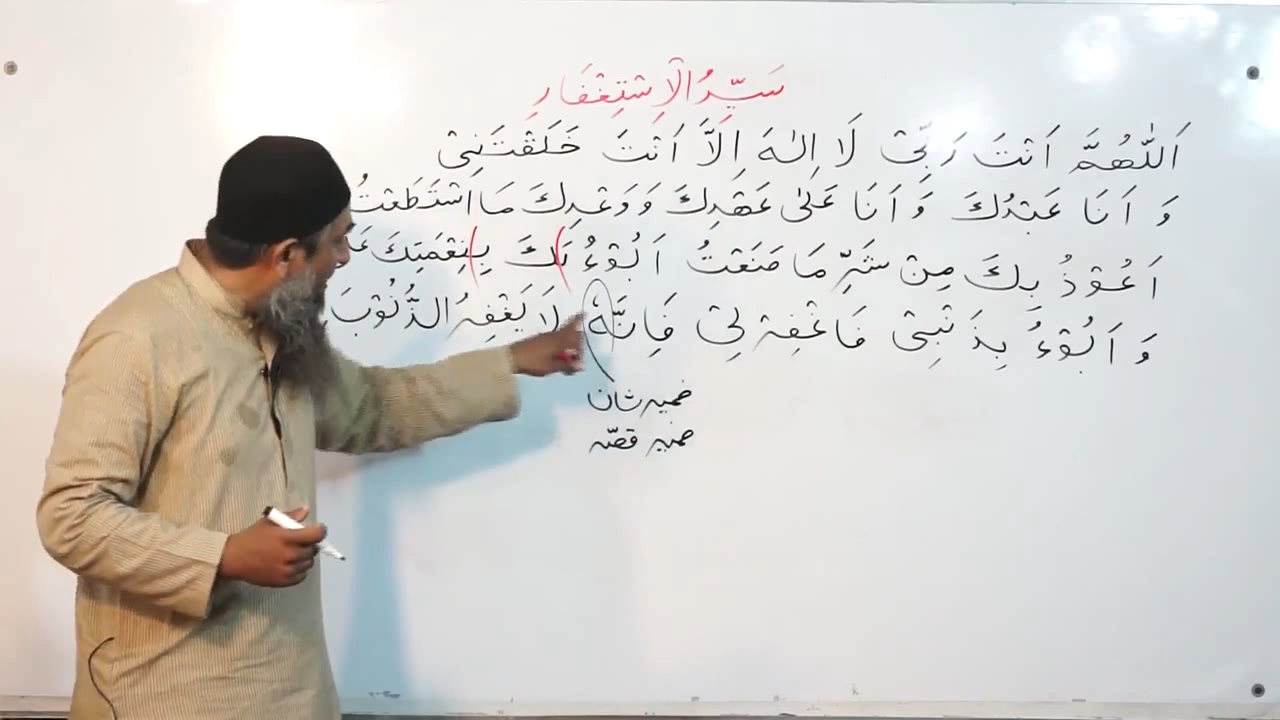 سَيِّدُ الْاِسْتِغْفَارِ
اَللّٰهُمَّ اَنْتَ رَبِّیْ لَا اِلٰهَ اِلَّا اَنْتَ خَلَقْتَنِیْ
وَ اَنَا عَبْدُكَ وَ اَنَا عَلٰی عَهْدِكَ وَوَعْدِكَ مَا اسْتَطَعْتُ
اَعُوْذُ بِكَ مِنْ شَرِّ مَا صَنَعْتُ اَبُوْءُ لَكَ بِنِعْمَتِكَ
وَ اَبُوْءُ بِذَنْبِیْ فَاغْفِرْ لِیْ فَاِنَّهٗ لَا يَغْفِرُ الذُّنُوْبَ
ضمیر شان
ضمیر قصّہ